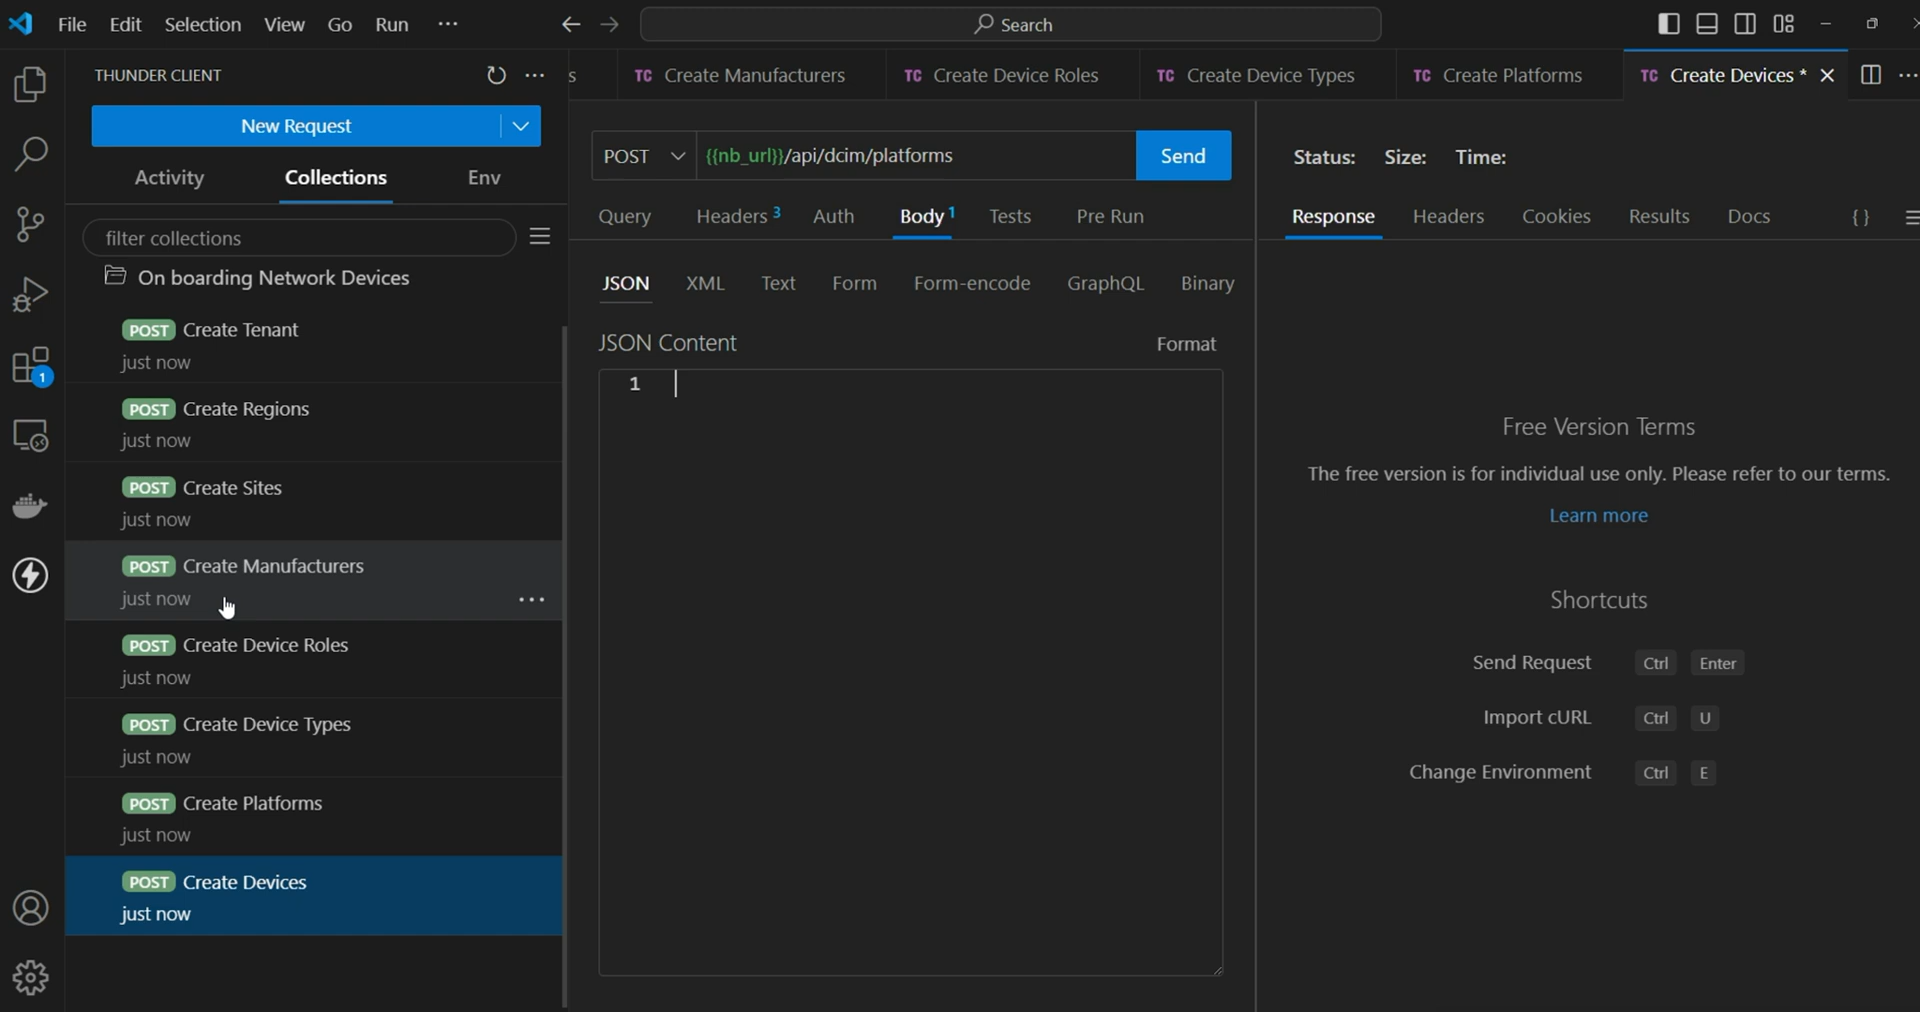 File Edit Selection View Go Run ···
Search
THUNDER CLIENT
New Request
Activity Collections Env
filter collections
On boarding Network Devices
POST Create Tenant
just now
POST Create Regions
just now
POST Create Sites
just now
POST Create Manufacturers
just now
POST Create Device Roles
just now
POST Create Device Types
just now
POST Create Platforms
just now
POST Create Devices
just now
1
s TC Create Manufacturers TC Create Device Roles TC Create Device Types TC Create Platforms TC Create Devices *
POST {{nb_url}}/api/dcim/platforms Send
Query Headers 3 Auth Body 1 Tests Pre Run
JSON XML Text Form Form-encode GraphQL Binary
JSON Content Format
1
Status: Size: Time:
Response Headers Cookies Results Docs { }
Free Version Terms
The free version is for individual use only. Please refer to our terms.
Learn more
Shortcuts
Send Request Ctrl Enter
Import cURL Ctrl U
Change Environment Ctrl E